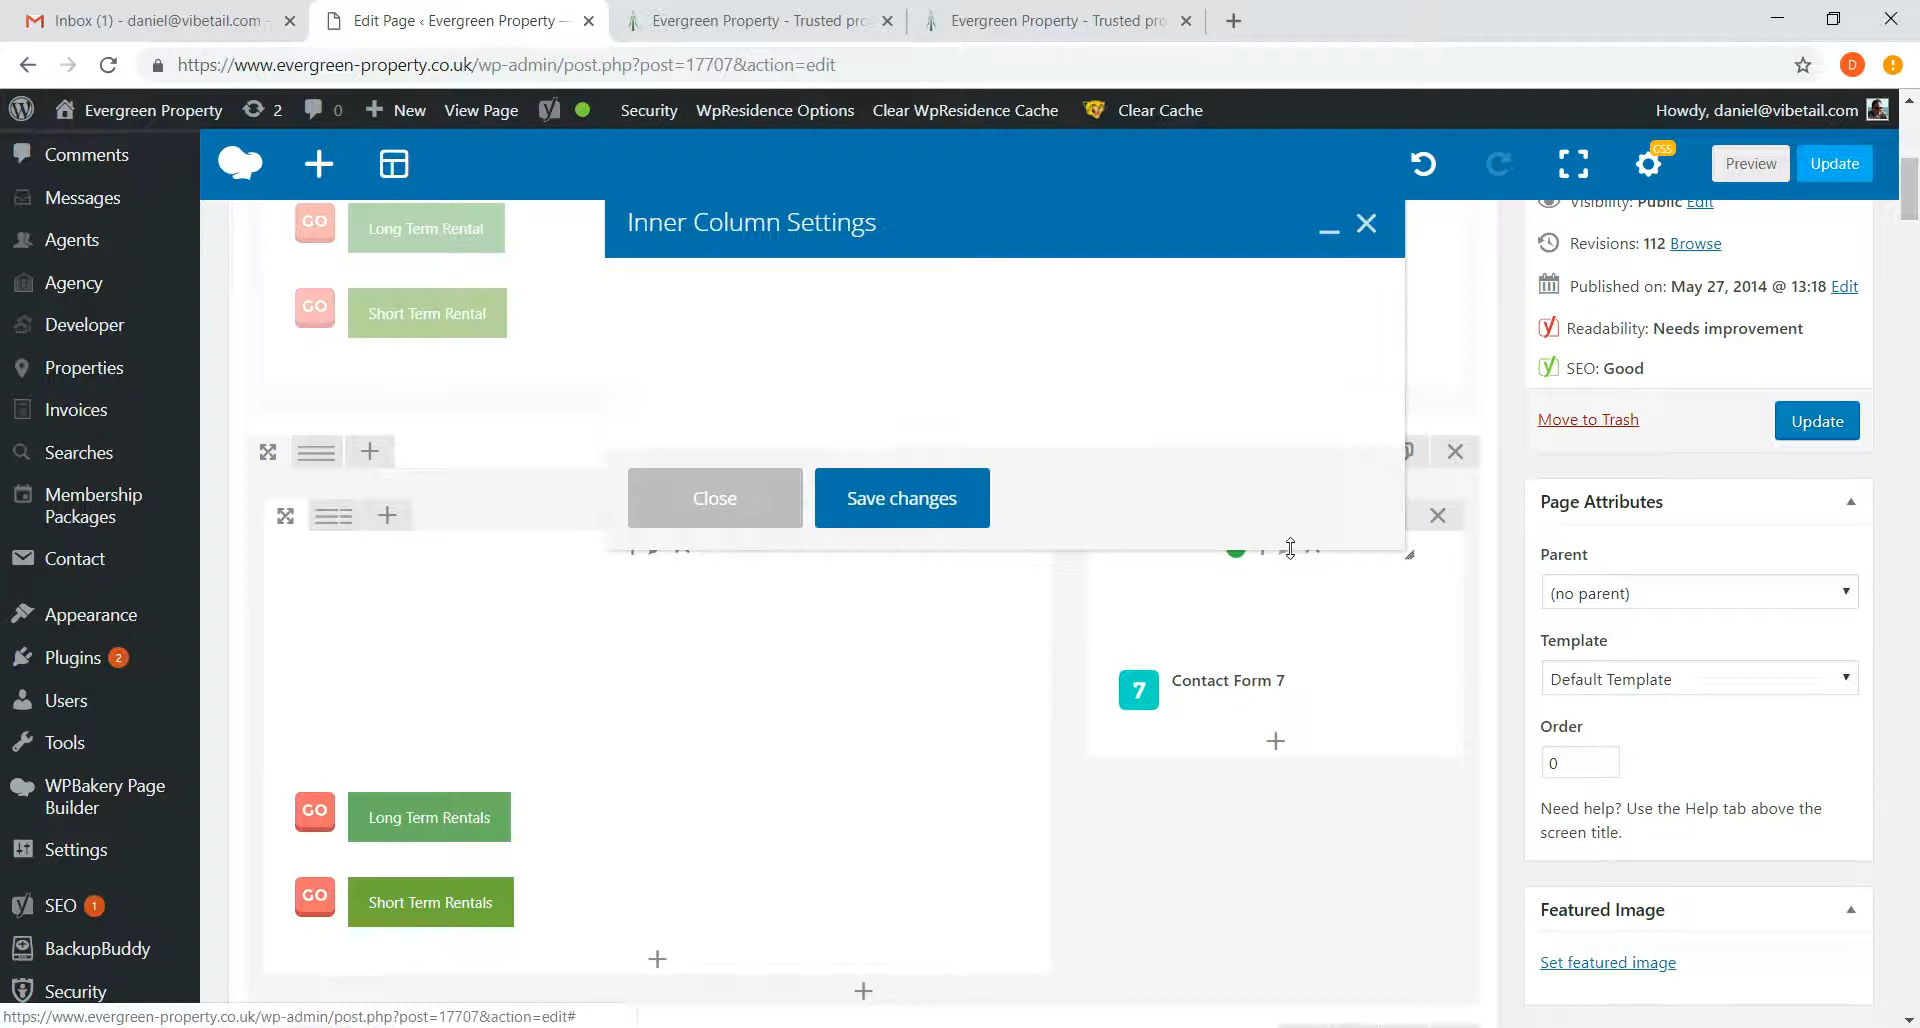 Inbox (1) - daniel@vibetail.com -
Edit Page ‹ Evergreen Property —
Evergreen Property - Trusted pro
Evergreen Property - Trusted pro
https://www.evergreen-property.co.uk/wp-admin/post.php?post=17707&action=edit
D
Evergreen Property
2
0
New
View Page
Security
WpResidence Options
Clear WpResidence Cache
Clear Cache
Howdy, daniel@vibetail.com
CSS
Preview
Update
Comments
Messages
Agents
Agency
Developer
Properties
Invoices
Searches
Membership
Packages
Contact
Appearance
Plugins 2
Users
Tools
WPBakery Page
Builder
Settings
SEO 1
BackupBuddy
Security
GO
Long Term Rental
GO
Short Term Rental
Inner Column Settings
Close
Save changes
7
Contact Form 7
GO
Long Term Rentals
GO
Short Term Rentals
Visibility: Public Edit
Revisions: 112 Browse
Published on: May 27, 2014 @ 13:18 Edit
Readability: Needs improvement
SEO: Good
Move to Trash
Update
Page Attributes
Parent
(no parent)
Template
Default Template
Order
0
Need help? Use the Help tab above the
screen title.
Featured Image
Set featured image
https://www.evergreen-property.co.uk/wp-admin/post.php?post=17707&action=edit#